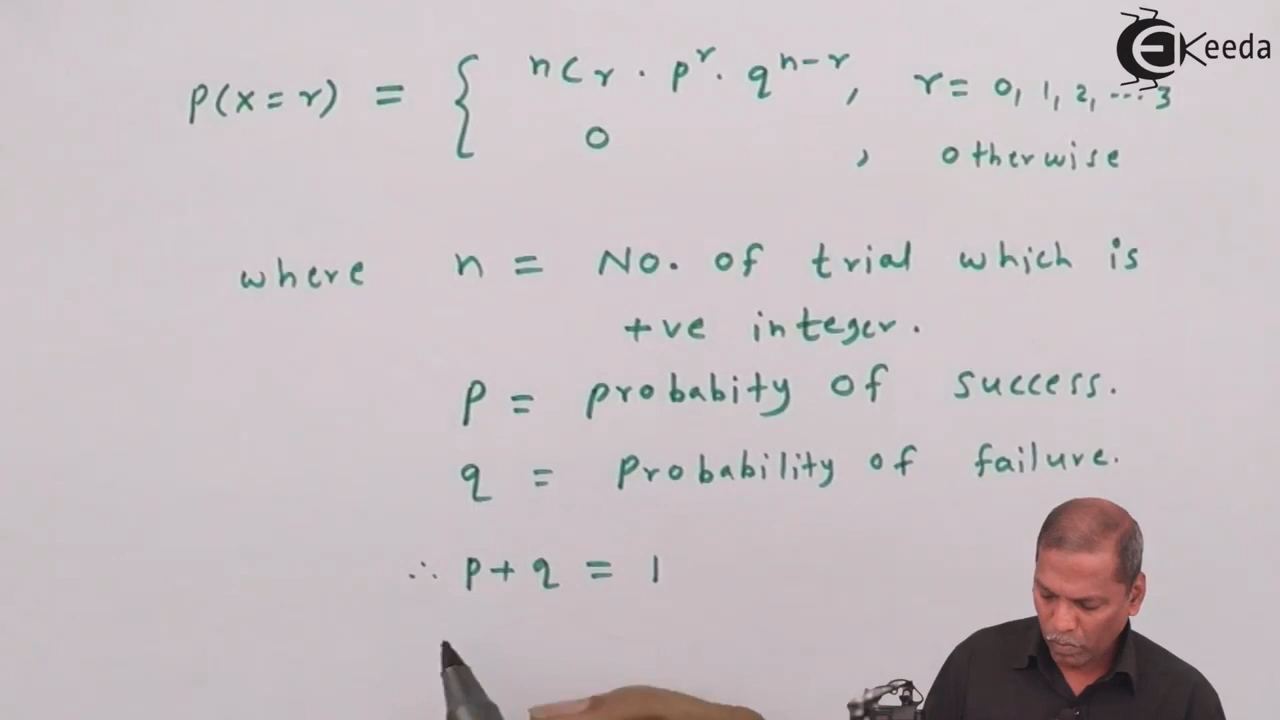 EKeeda
P(x=r) = { nCr · p^r · q^(n-r), r = 0, 1, 2, ... 3
0 , otherwise
where n = No. of trial which is
+ve integer.
p = probabity of success.
q = Probability of failure.
∴ p + q = 1